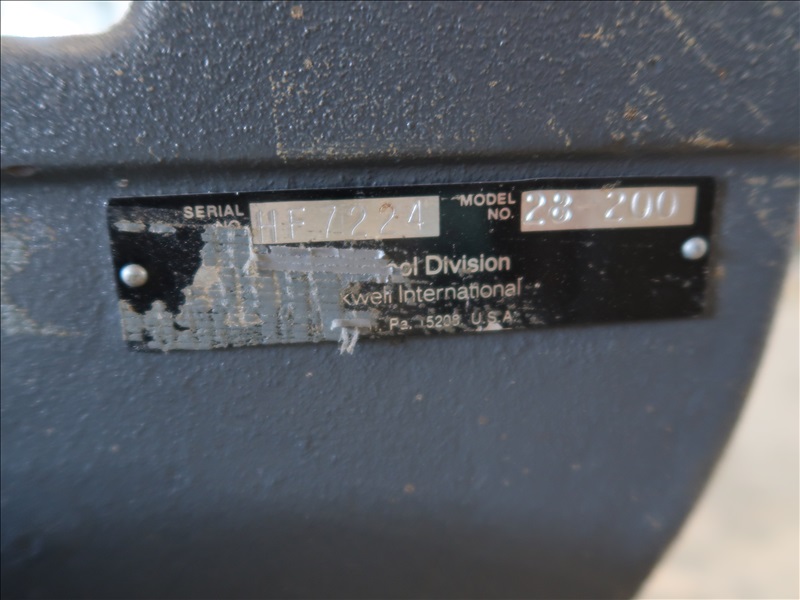 SERIAL NO. HF 7224 MODEL NO. 28 200
ol Division
kwell International
Pa. 15208 U.S.A.